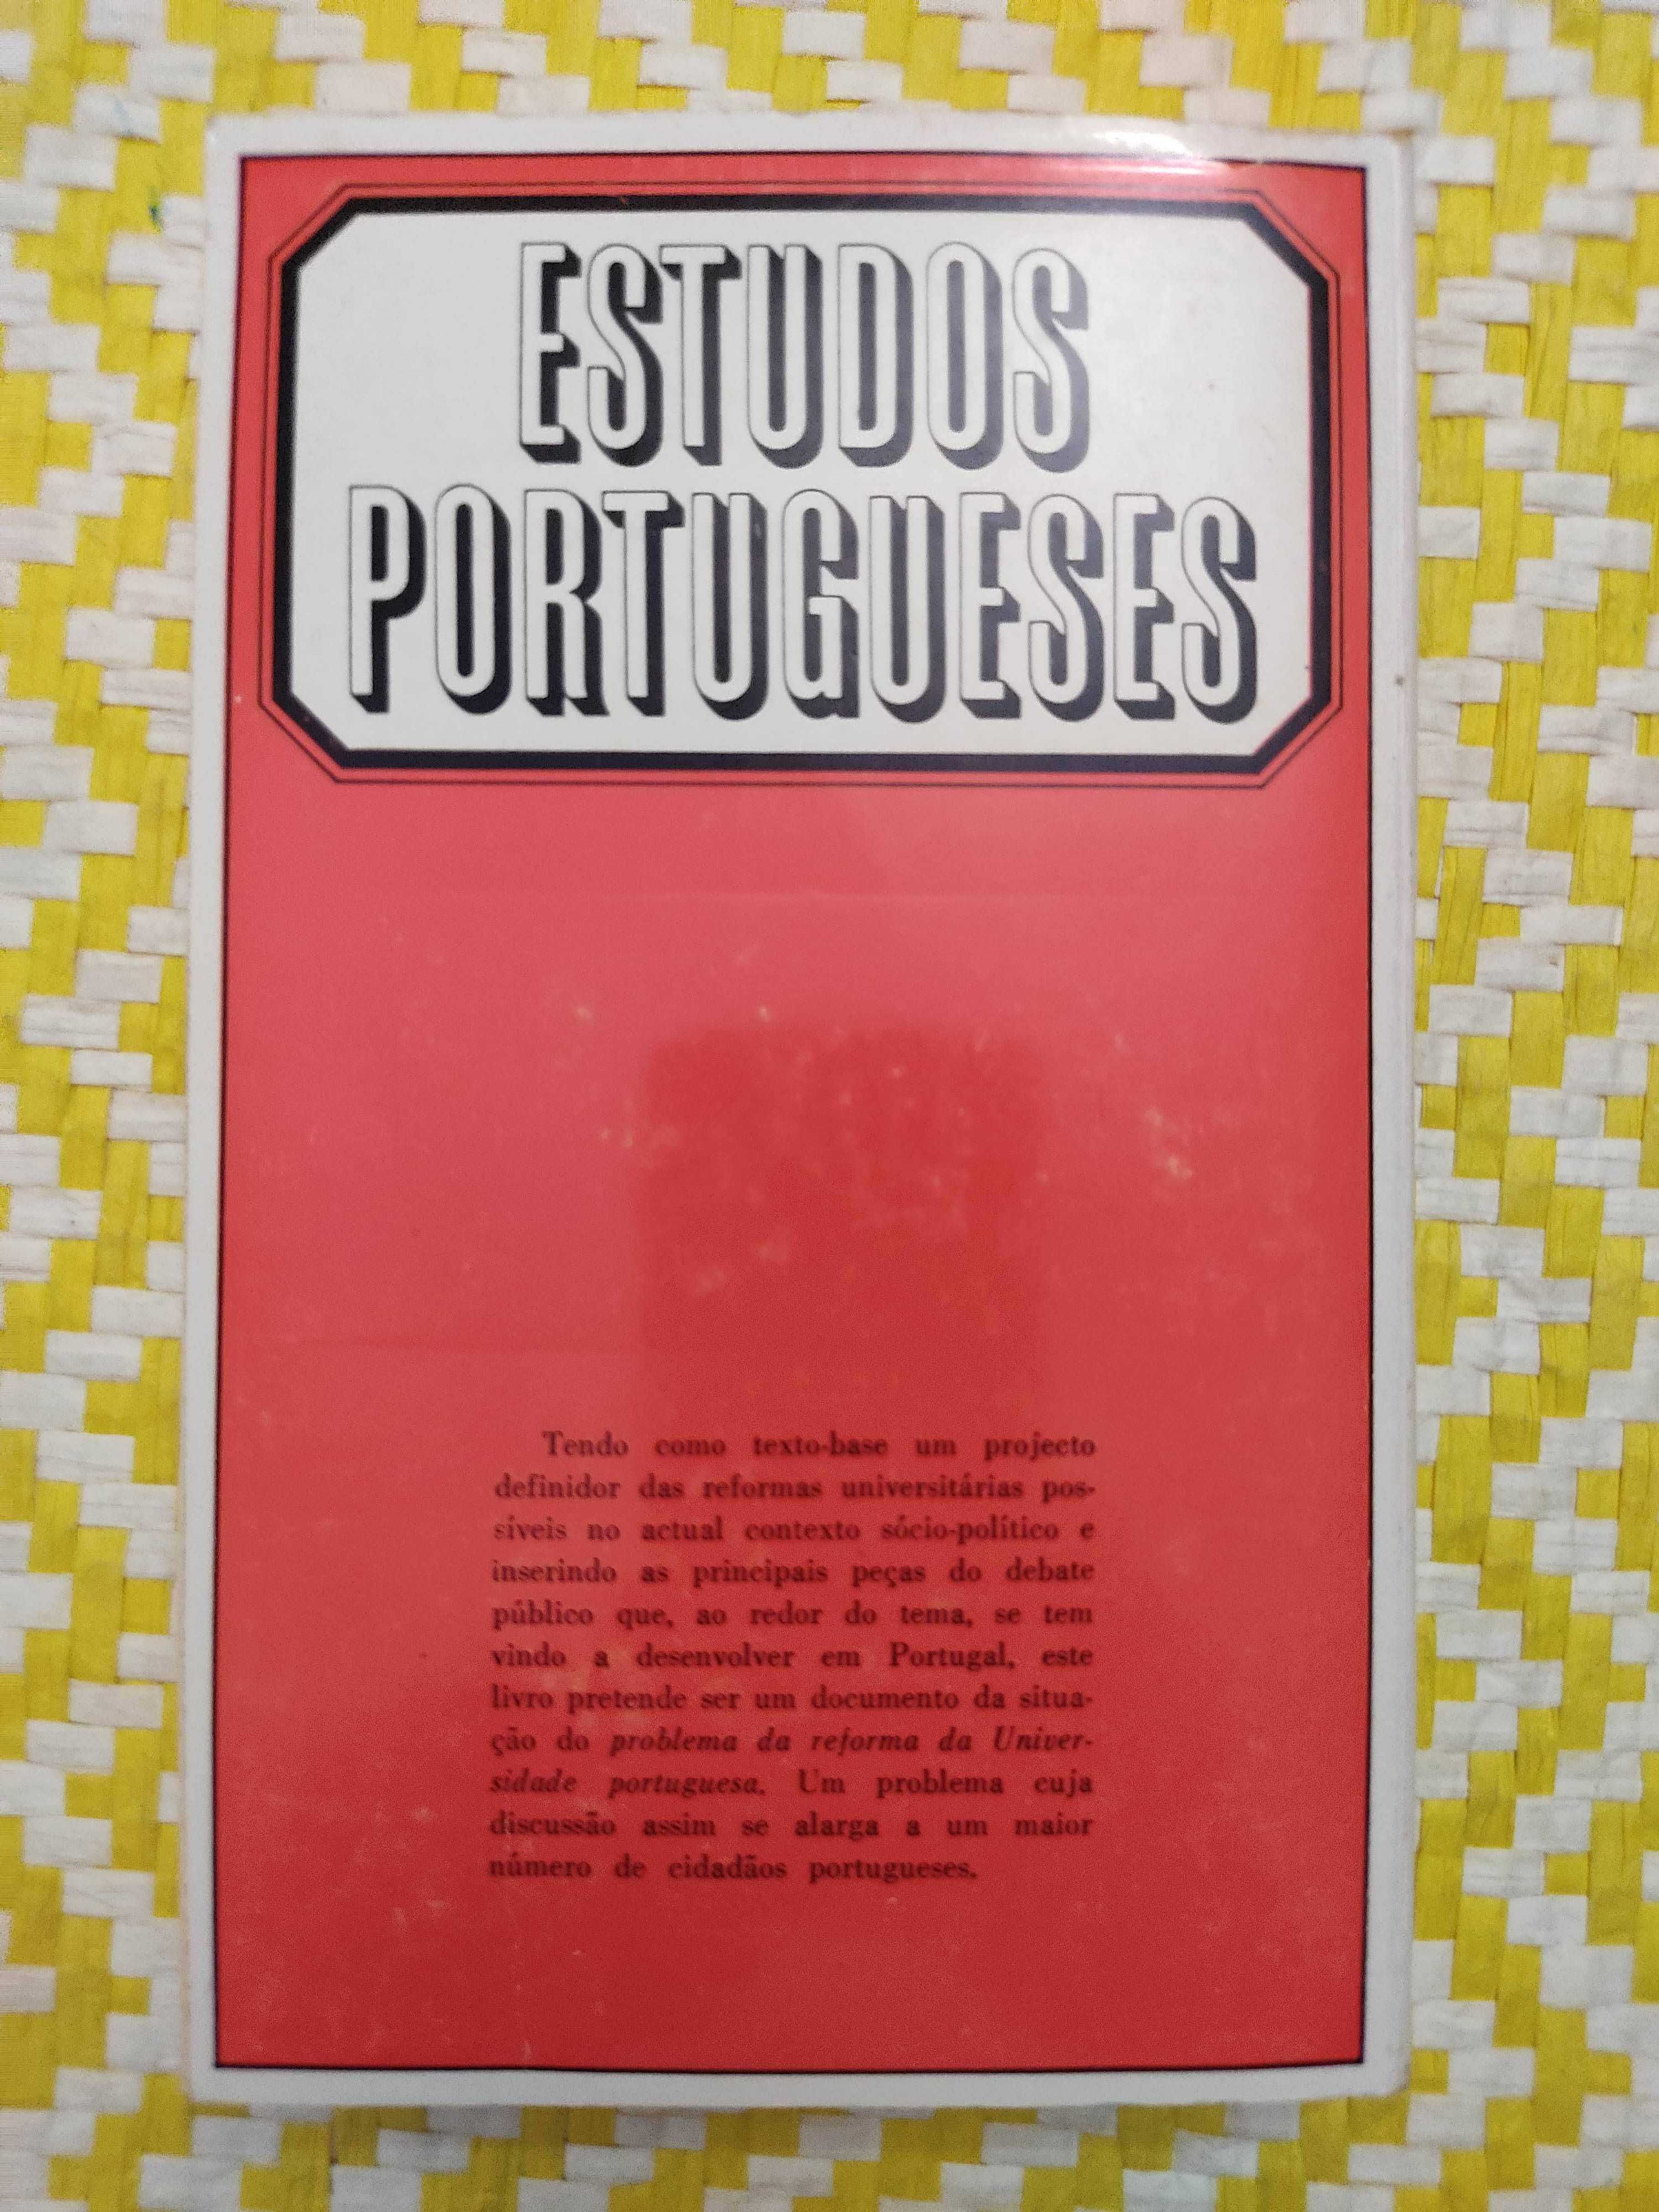 ESTUDOS
PORTUGUESES
Tendo como texto-base um projecto
definidor das reformas universitárias pos-
síveis no actual contexto sócio-político e
inserindo as principais peças do debate
público que, ao redor do tema, se tem
vindo a desenvolver em Portugal, este
livro pretende ser um documento da situa-
ção do problema da reforma da Univer-
sidade portuguesa. Um problema cuja
discussão assim se alarga a um maior
número de cidadãos portugueses.